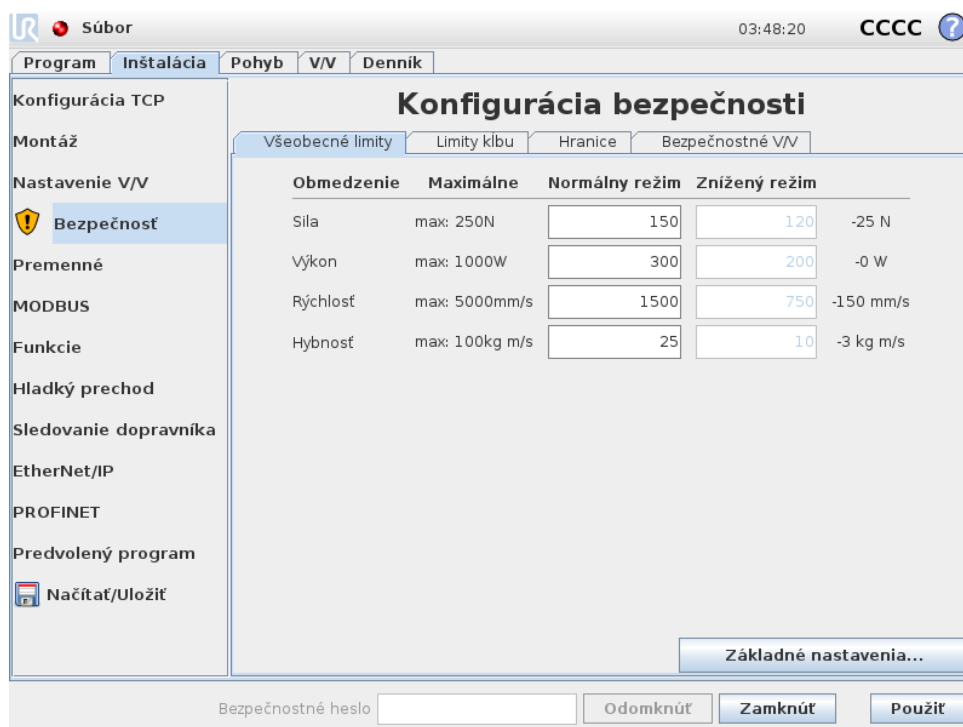 UR Súbor 03:48:20 CCCC ?
Program Inštalácia Pohyb V/V Denník
Konfigurácia TCP
Montáž
Nastavenie V/V
Bezpečnosť
Premenné
MODBUS
Funkcie
Hladký prechod
Sledovanie dopravníka
EtherNet/IP
PROFINET
Predvolený program
Načítať/Uložiť
Konfigurácia bezpečnosti
Všeobecné limity Limity kĺbu Hranice Bezpečnostné V/V
Obmedzenie Maximálne Normálny režim Znížený režim
Sila max: 250N 150 120 -25 N
Výkon max: 1000W 300 200 -0 W
Rýchlosť max: 5000mm/s 1500 750 -150 mm/s
Hybnosť max: 100kg m/s 25 10 -3 kg m/s
Základné nastavenia...
Bezpečnostné heslo Odomknúť Zamknúť Použiť